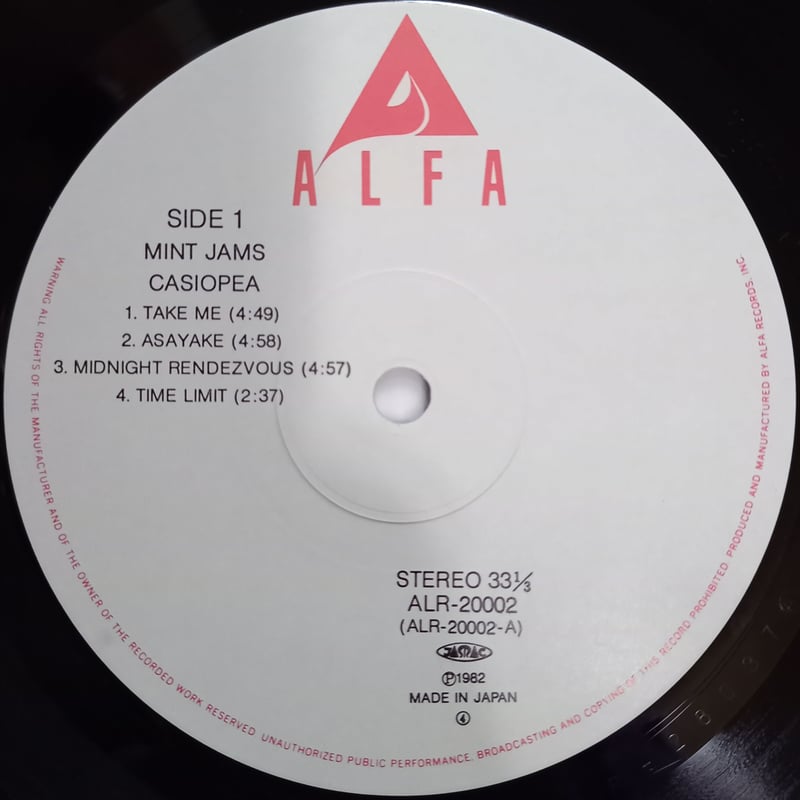 ALFA
SIDE 1
MINT JAMS
CASIOPEA
1. TAKE ME (4:49)
2. ASAYAKE (4:58)
3. MIDNIGHT RENDEZVOUS (4:57)
4. TIME LIMIT (2:37)
STEREO 33⅓
ALR-20002
(ALR-20002-A)
JASRAC
Ⓟ1982
MADE IN JAPAN
④
WARNING ALL RIGHTS OF THE MANUFACTURER AND OF THE OWNER OF THE RECORDED WORK RESERVED. UNAUTHORIZED PUBLIC PERFORMANCE, BROADCASTING AND COPYING OF THIS RECORD PROHIBITED. PRODUCED AND MANUFACTURED BY ALFA RECORDS, INC.